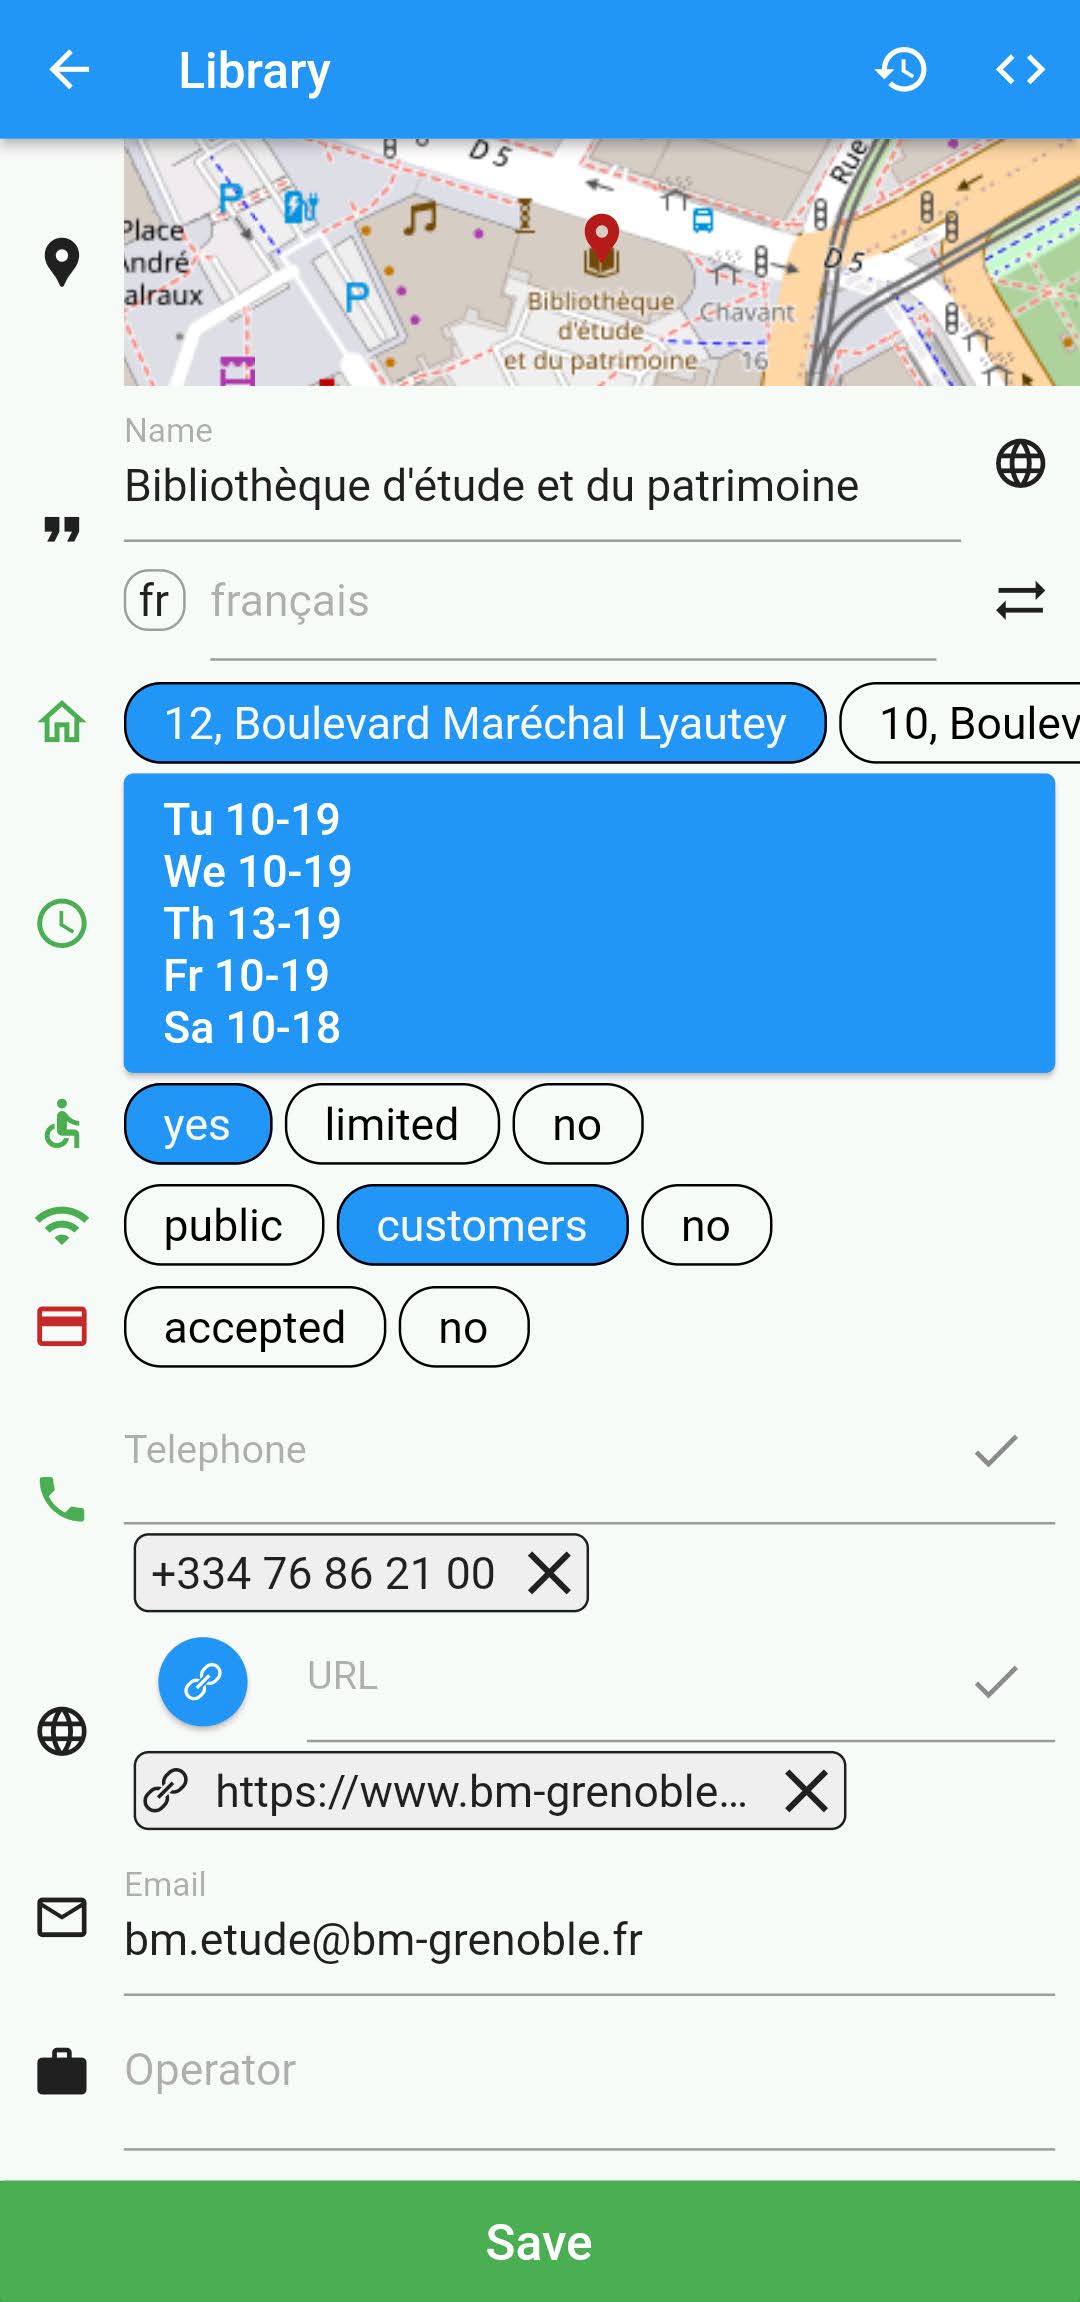 Library
D 5
Rue
Place
André
alraux
P
P
D 5
Bibliothèque
d'étude
et du patrimoine
Chavant
16
Name
Bibliothèque d'étude et du patrimoine
fr français
12, Boulevard Maréchal Lyautey
10, Boulev
Tu 10-19
We 10-19
Th 13-19
Fr 10-19
Sa 10-18
yes limited no
public customers no
accepted no
Telephone
+334 76 86 21 00
URL
https://www.bm-grenoble...
Email
bm.etude@bm-grenoble.fr
Operator
Save